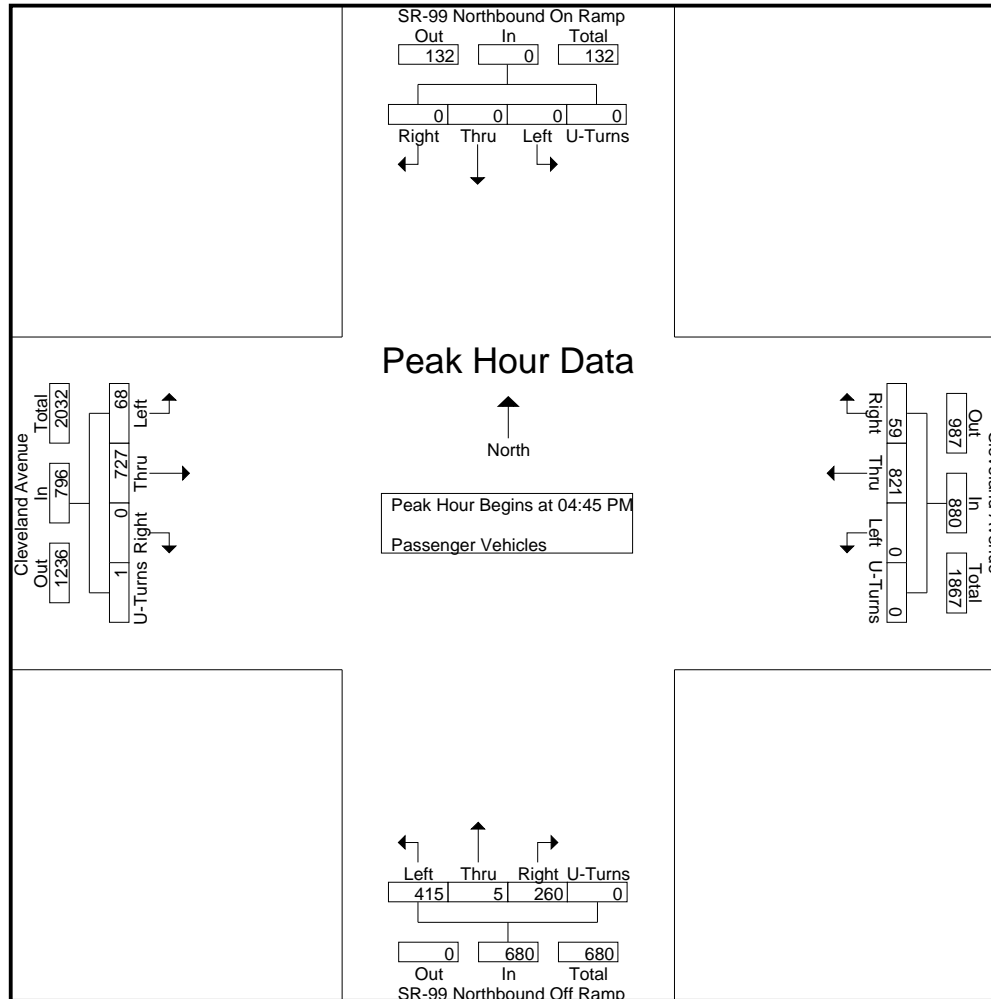 SR-99 Northbound On Ramp
Out In Total
132 0 132
0 0 0 0
Right Thru Left U-Turns
Peak Hour Data
North
Peak Hour Begins at 04:45 PM
Passenger Vehicles
Cleveland Avenue
Out In Total
1236 796 2032
1 0 727 68
U-Turns Right Thru Left
Out In Total
987 880 1867
59 821 0 0
Right Thru Left U-Turns
Left Thru Right U-Turns
415 5 260 0
0 680 680
Out In Total
SR-99 Northbound Off Ramp